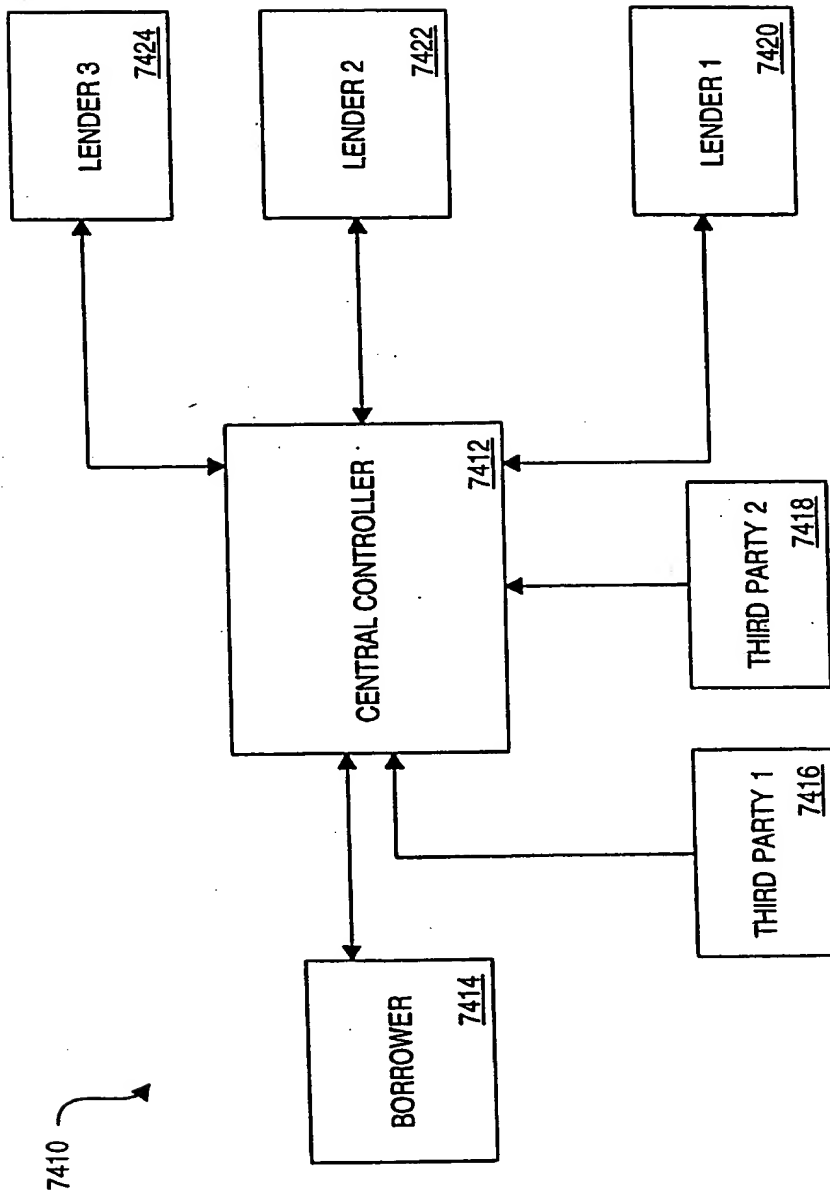 7410
BORROWER
7414
THIRD PARTY 1
7416
CENTRAL CONTROLLER
7412
THIRD PARTY 2
7418
LENDER 3
7424
LENDER 2
7422
LENDER 1
7420